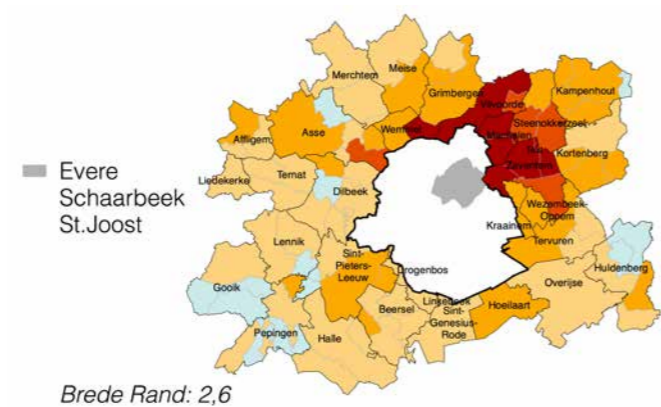 Meise
Merchtem
Grimbergen
Kampenhout
Vilvoorde
Steenokkerzeel
Asse
Wemmel
Machelen
Affligem
Kortenberg
Zaventem
Evere
Schaarbeek
St.Joost
Liedekerke
Ternat
Dilbeek
Wezembeek-
Oppem
Kraainem
Tervuren
Lennik
Sint-
Pieters-
Leeuw
Huldenberg
Drogenbos
Gooik
Overijse
Linkebeek
Hoeilaart
Beersel
Sint-
Genesius-
Rode
Pepingen
Halle
Brede Rand: 2,6